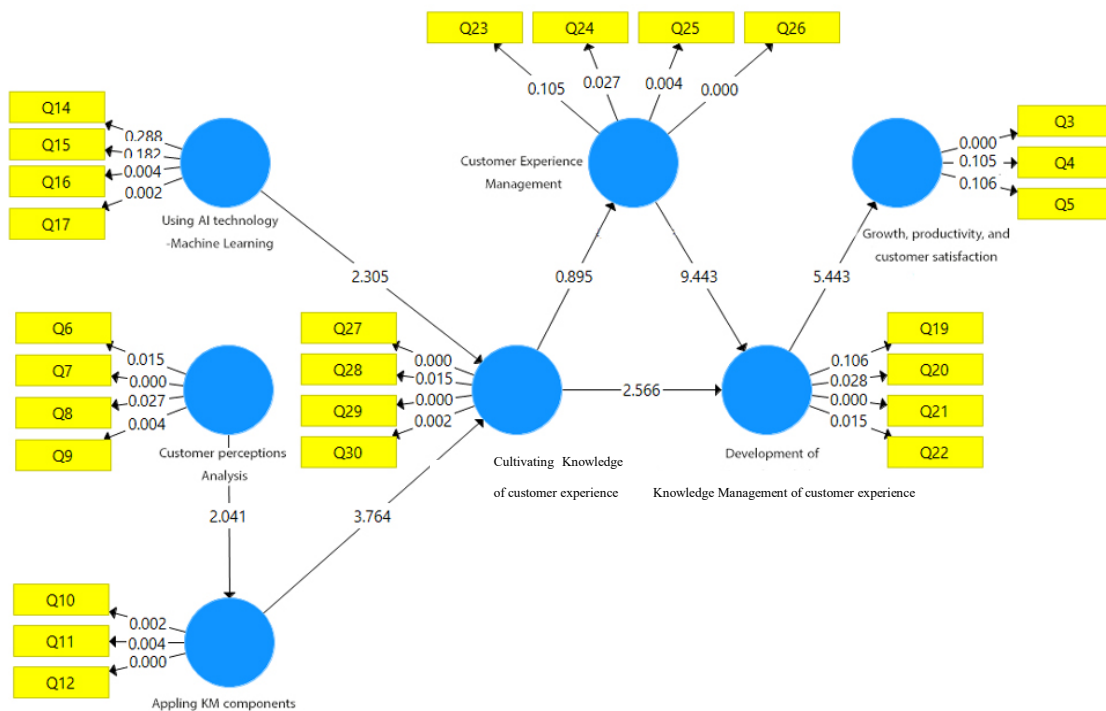 Q23
Q24
Q25
Q26
0.105
0.027
0.004
0.000
Q14
Q15
Q16
Q17
0.288
0.182
0.004
0.002
Using AI technology
-Machine Learning
Customer Experience
Management
Q3
Q4
Q5
0.000
0.105
0.106
Growth, productivity, and
customer satisfaction
2.305
0.895
9.443
5.443
Q6
Q7
Q8
Q9
0.015
0.000
0.027
0.004
Customer perceptions
Analysis
Q27
Q28
Q29
Q30
0.000
0.015
0.000
0.002
2.566
Cultivating Knowledge
of customer experience
Q19
Q20
Q21
Q22
0.106
0.028
0.000
0.015
Development of
Knowledge Management of customer experience
2.041
3.764
Q10
Q11
Q12
0.002
0.004
0.000
Appling KM components